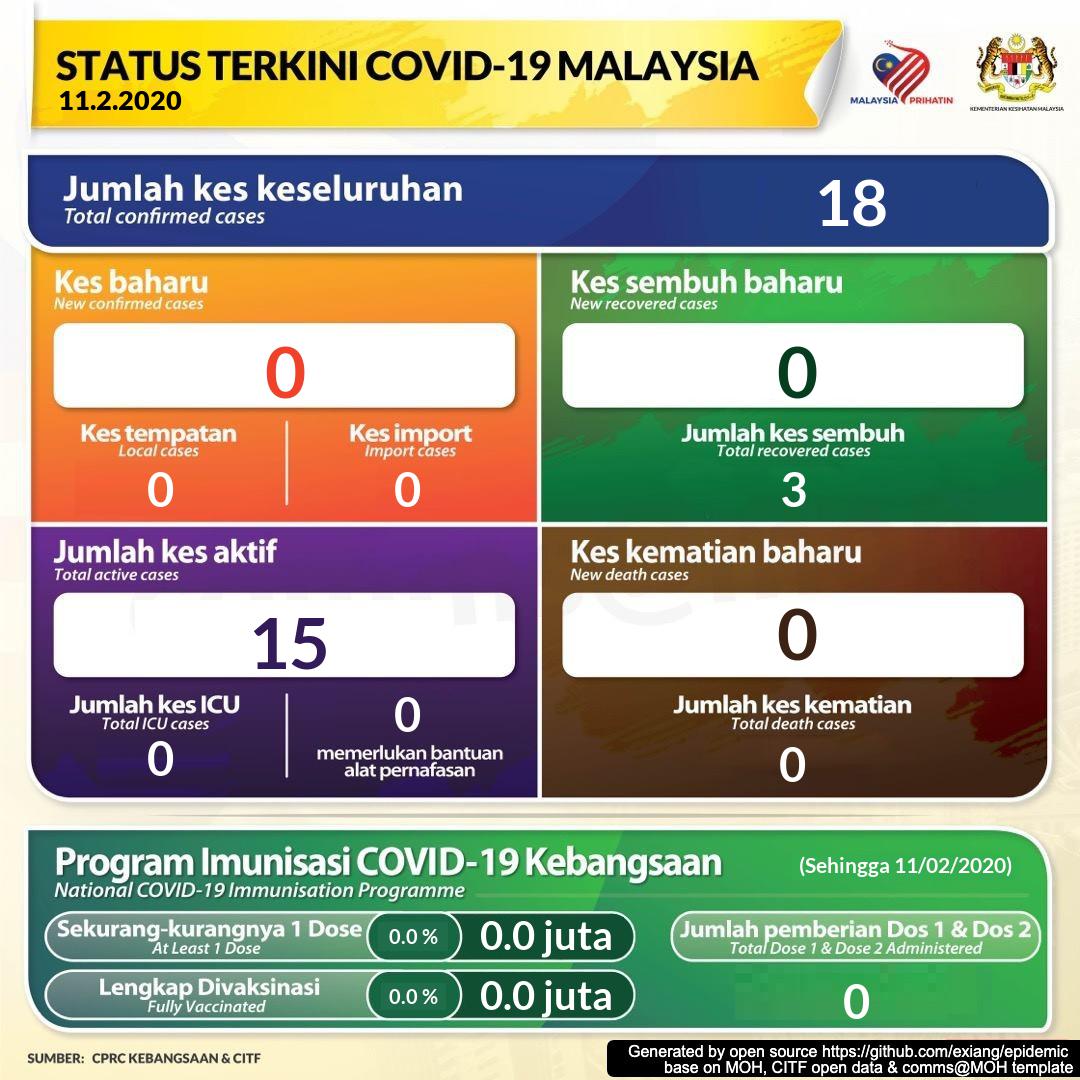 STATUS TERKINI COVID-19 MALAYSIA
11.2.2020
MALAYSIA PRIHATIN
KEMENTERIAN KESIHATAN MALAYSIA
Jumlah kes keseluruhan
Total confirmed cases
18
Kes baharu
New confirmed cases
0
Kes tempatan
Local cases
0
Kes import
Import cases
0
Kes sembuh baharu
New recovered cases
0
Jumlah kes sembuh
Total recovered cases
3
Jumlah kes aktif
Total active cases
15
Jumlah kes ICU
Total ICU cases
0
0
memerlukan bantuan
alat pernafasan
Kes kematian baharu
New death cases
0
Jumlah kes kematian
Total death cases
0
Program Imunisasi COVID-19 Kebangsaan
National COVID-19 Immunisation Programme
(Sehingga 11/02/2020)
Sekurang-kurangnya 1 Dose
At Least 1 Dose
0.0 %
0.0 juta
Lengkap Divaksinasi
Fully Vaccinated
0.0 %
0.0 juta
Jumlah pemberian Dos 1 & Dos 2
Total Dose 1 & Dose 2 Administered
0
SUMBER: CPRC KEBANGSAAN & CITF
Generated by open source https://github.com/exiang/epidemic
base on MOH, CITF open data & comms@MOH template